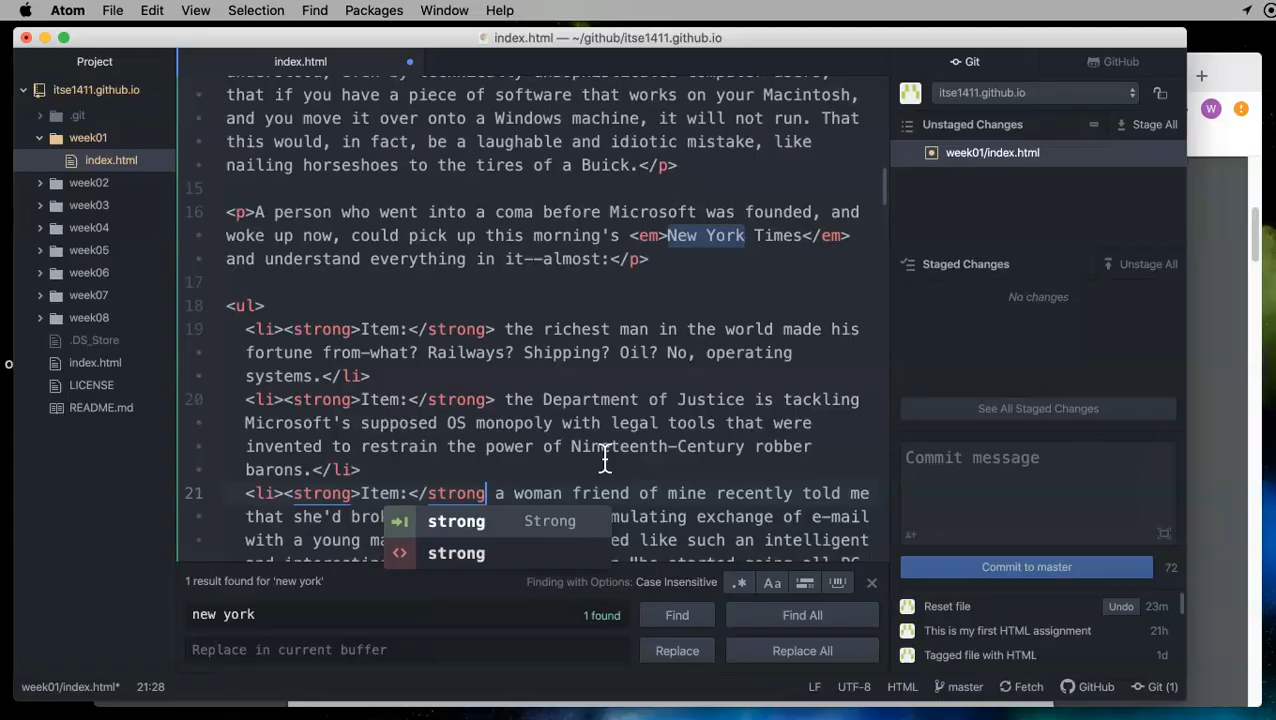 Atom File Edit View Selection Find Packages Window Help
index.html — ~/github/itse1411.github.io
Project
index.html
Git
GitHub
itse1411.github.io
.git
week01
index.html
week02
week03
week04
week05
week06
week07
week08
.DS_Store
index.html
LICENSE
README.md
that if you have a piece of software that works on your Macintosh,
and you move it over onto a Windows machine, it will not run. That
this would, in fact, be a laughable and idiotic mistake, like
nailing horseshoes to the tires of a Buick.</p>
15
16 <p>A person who went into a coma before Microsoft was founded, and
woke up now, could pick up this morning's <em>New York Times</em>
and understand everything in it--almost:</p>
17
18 <ul>
19 <li><strong>Item:</strong> the richest man in the world made his
fortune from-what? Railways? Shipping? Oil? No, operating
systems.</li>
20 <li><strong>Item:</strong> the Department of Justice is tackling
Microsoft's supposed OS monopoly with legal tools that were
invented to restrain the power of Nineteenth-Century robber
barons.</li>
21 <li><strong>Item:</strong a woman friend of mine recently told me
that she'd bro mulating exchange of e-mail
with a young ma ed like such an intelligent
strong Strong
strong
1 result found for 'new york'
Finding with Options: Case Insensitive
.* Aa
new york
1 found
Find
Find All
Replace in current buffer
Replace
Replace All
week01/index.html* 21:28
LF UTF-8 HTML master Fetch GitHub Git (1)
itse1411.github.io
Unstaged Changes
Stage All
week01/index.html
Staged Changes
Unstage All
No changes
See All Staged Changes
Commit message
Commit to master
72
Reset file Undo 23m
This is my first HTML assignment 21h
Tagged file with HTML 1d
W